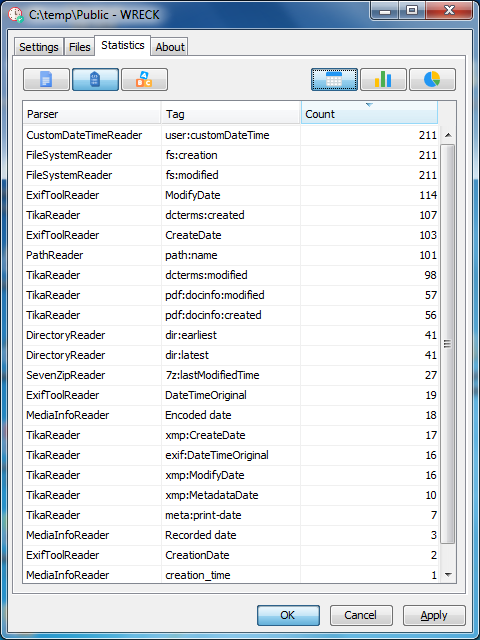 C:\temp\Public - WRECK
Settings Files Statistics About
Parser Tag Count
CustomDateTimeReader user:customDateTime 211
FileSystemReader fs:creation 211
FileSystemReader fs:modified 211
ExifToolReader ModifyDate 114
TikaReader dcterms:created 107
ExifToolReader CreateDate 103
PathReader path:name 101
TikaReader dcterms:modified 98
TikaReader pdf:docinfo:modified 57
TikaReader pdf:docinfo:created 56
DirectoryReader dir:earliest 41
DirectoryReader dir:latest 41
SevenZipReader 7z:lastModifiedTime 27
ExifToolReader DateTimeOriginal 19
MediaInfoReader Encoded date 18
TikaReader xmp:CreateDate 17
TikaReader exif:DateTimeOriginal 16
TikaReader xmp:ModifyDate 16
TikaReader xmp:MetadataDate 10
TikaReader meta:print-date 7
MediaInfoReader Recorded date 3
ExifToolReader CreationDate 2
MediaInfoReader creation_time 1
OK Cancel Apply